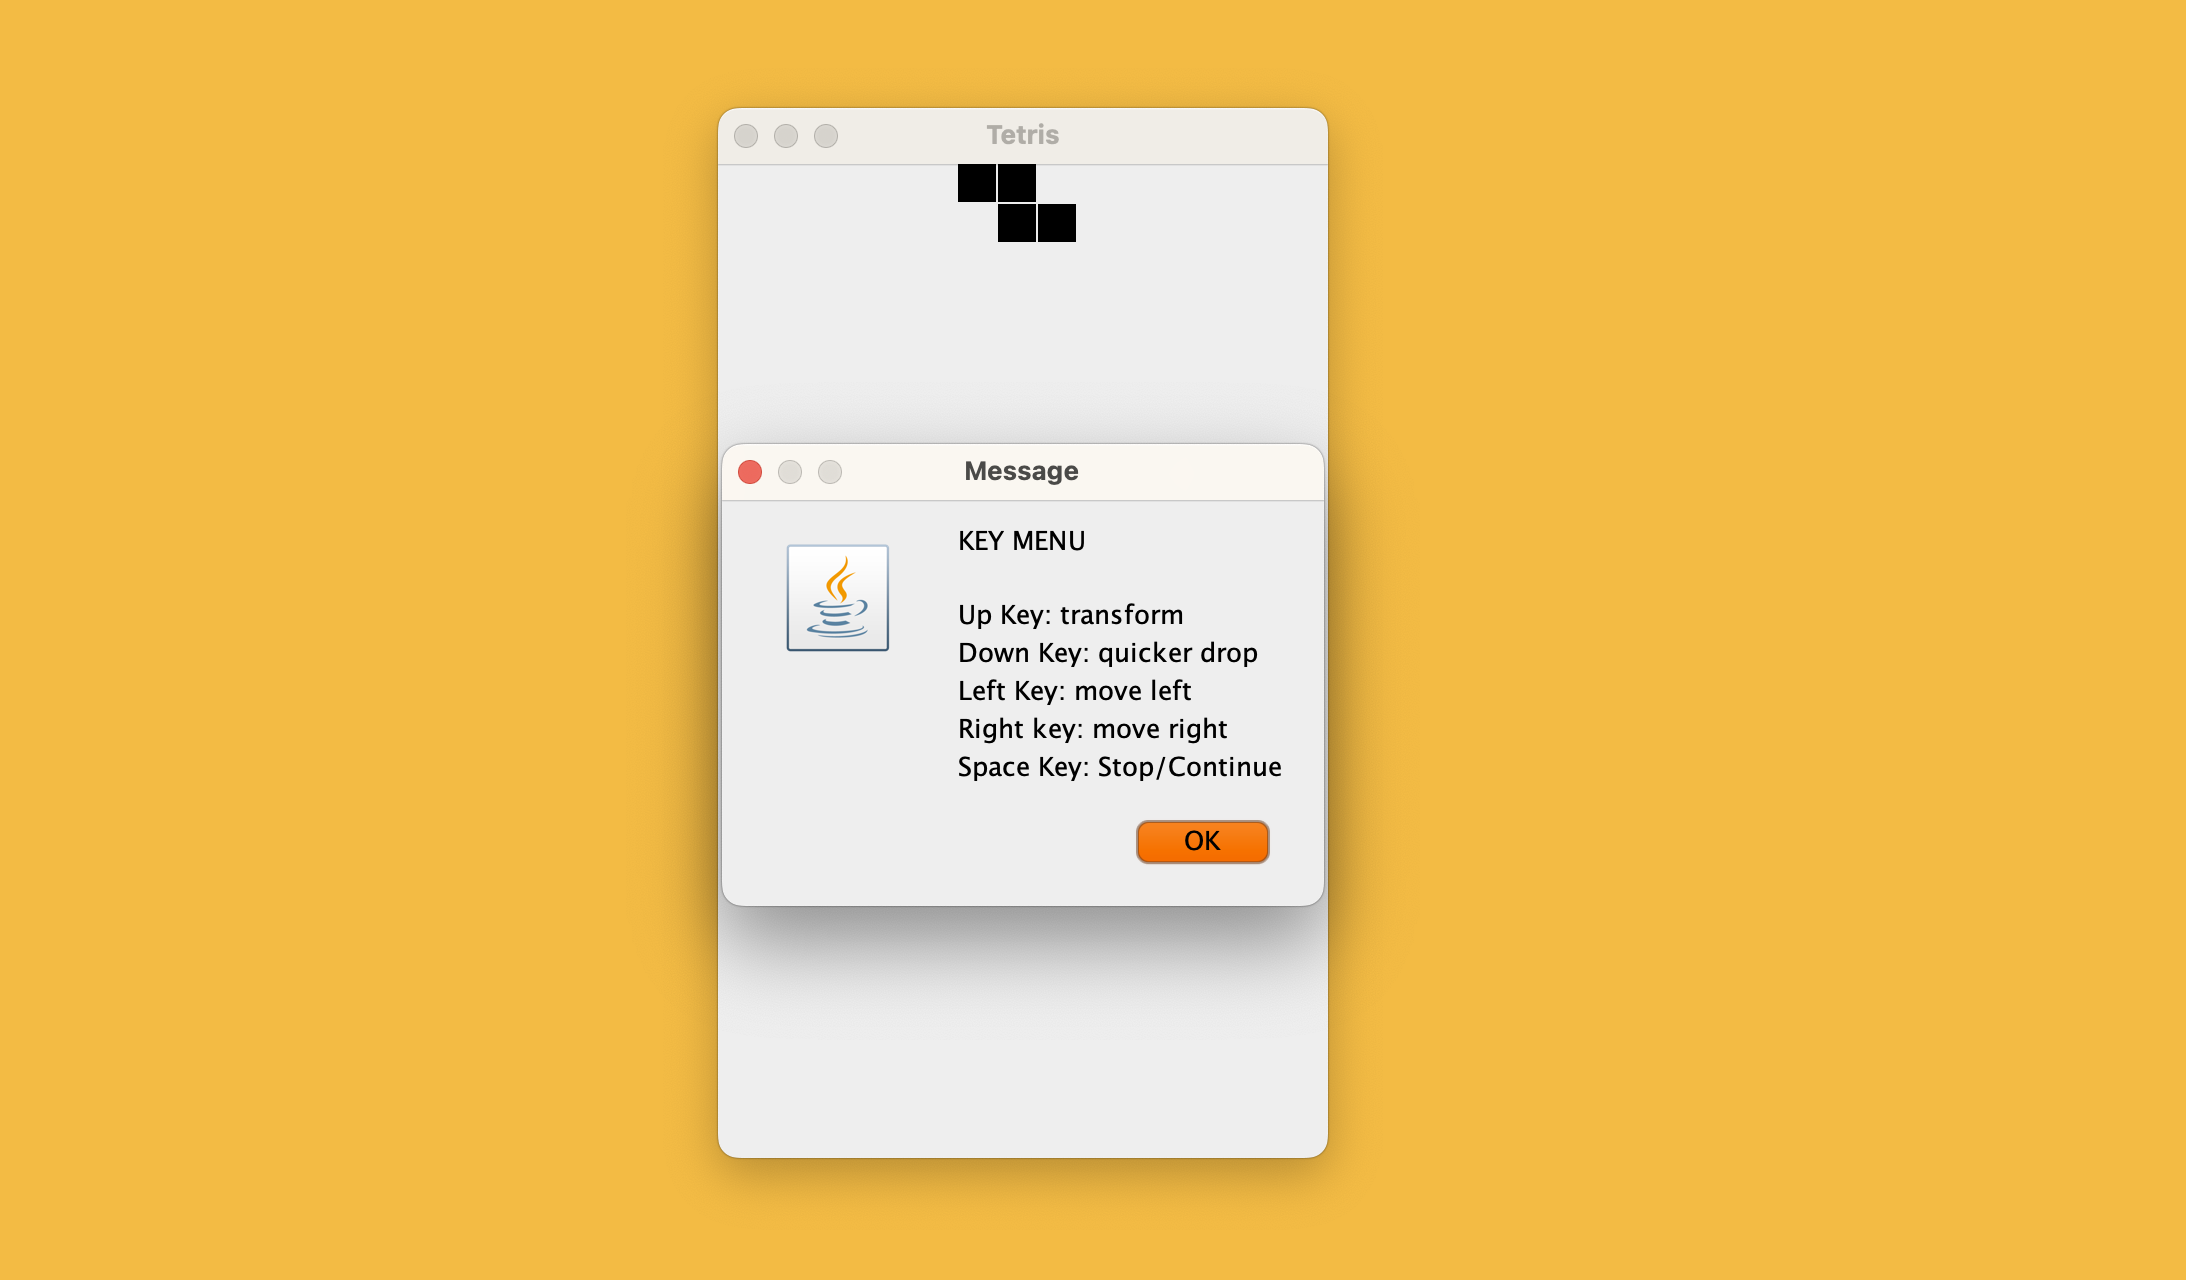 Tetris
Message
KEY MENU
Up Key: transform
Down Key: quicker drop
Left Key: move left
Right key: move right
Space Key: Stop/Continue
OK